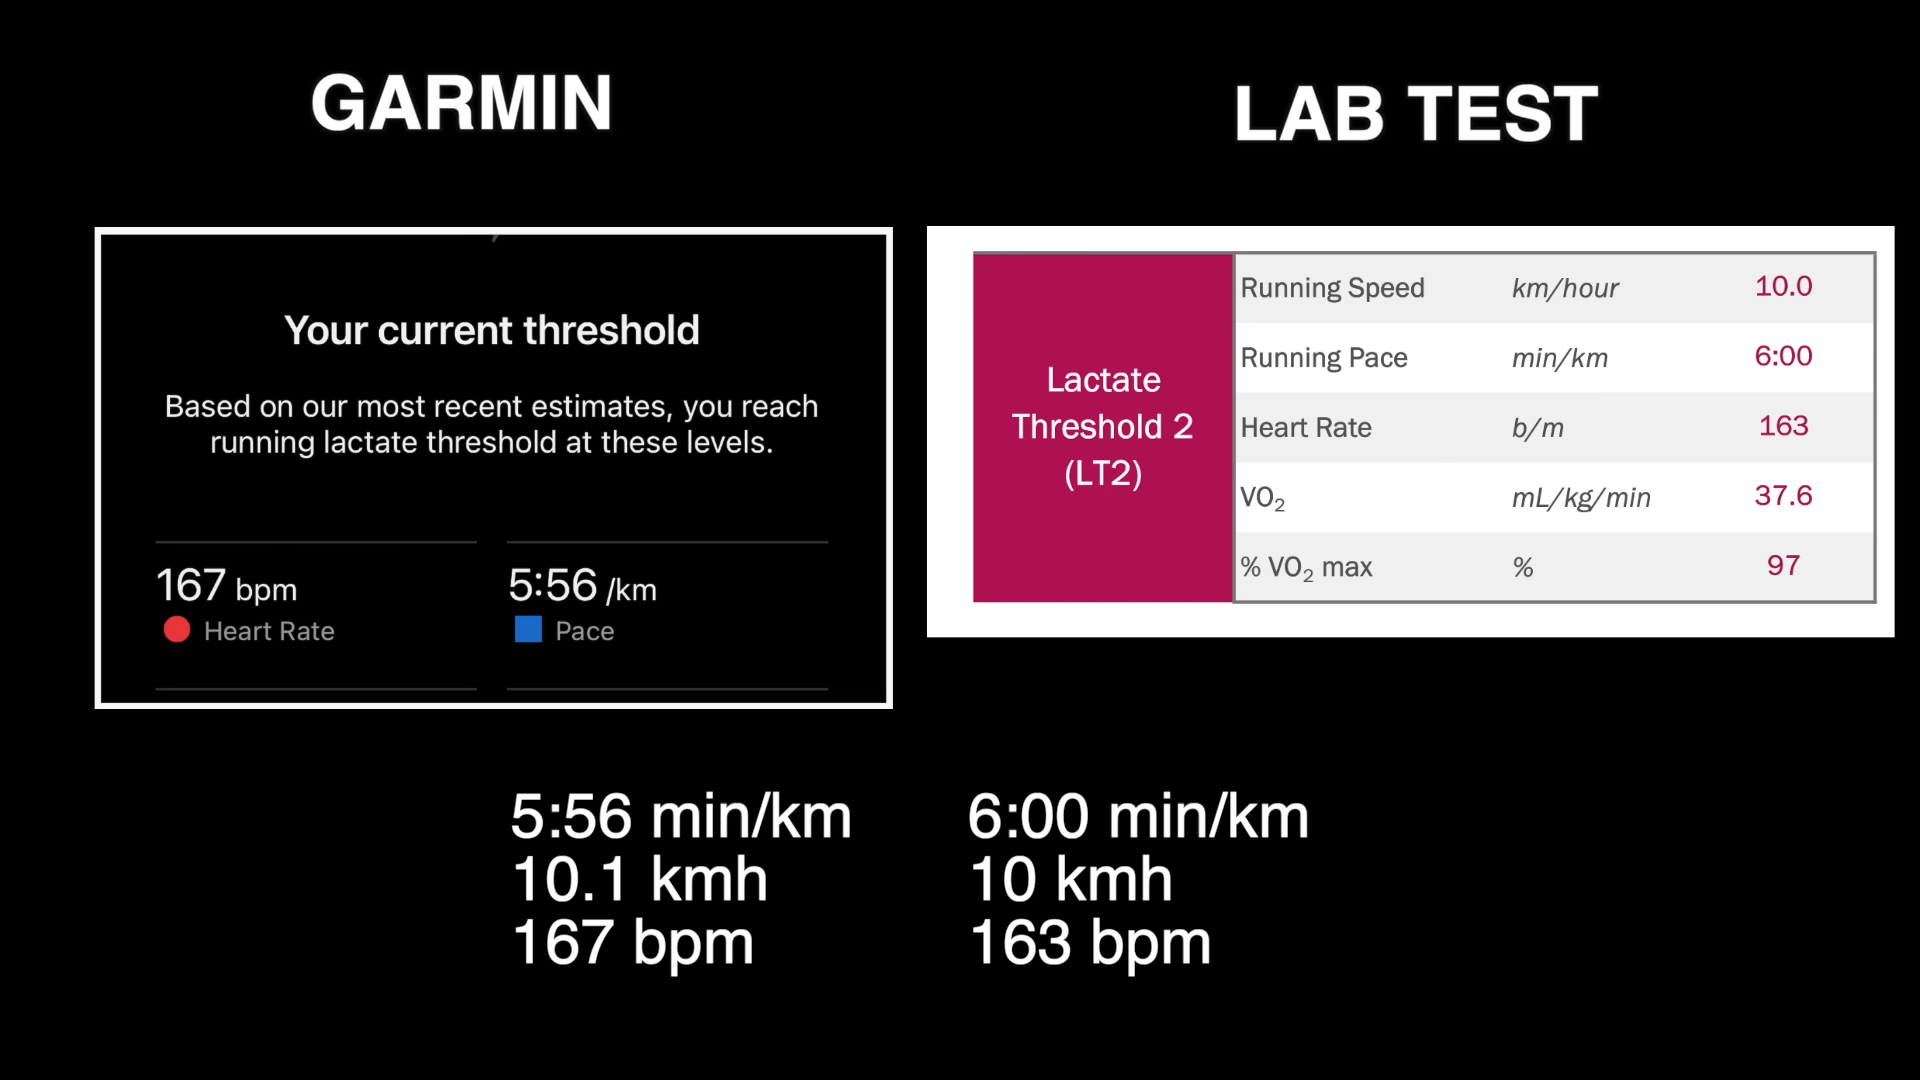 GARMIN
LAB TEST
Your current threshold
Based on our most recent estimates, you reach
running lactate threshold at these levels.
167 bpm
Heart Rate
5:56 /km
Pace
Lactate
Threshold 2
(LT2)
Running Speed km/hour 10.0
Running Pace min/km 6:00
Heart Rate b/m 163
VO₂ mL/kg/min 37.6
% VO₂ max % 97
5:56 min/km
10.1 kmh
167 bpm
6:00 min/km
10 kmh
163 bpm